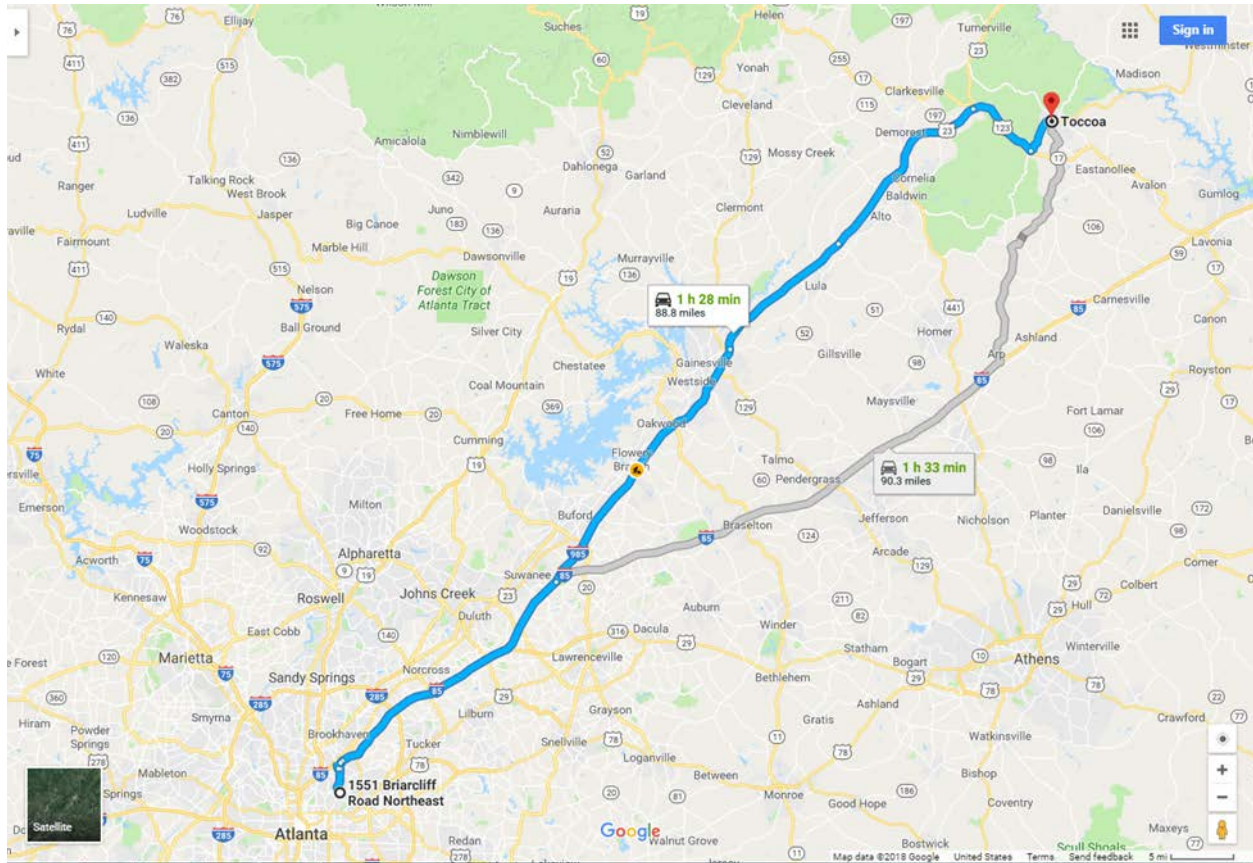 Suches
Helen
Turnerville
Sign in
Ellijay
Westminster
Yonah
Madison
Clarkesville
Cleveland
Amicalola
Nimblewill
Demorest
Toccoa
Dahlonega
Mossy Creek
Ranger
Talking Rock
West Brook
Garland
Cornelia
Eastanollee
Avalon
Gumlog
Ludville
Jasper
Juno
Auraria
Clermont
Baldwin
Big Canoe
Alto
Fairmount
Marble Hill
Dawsonville
Murrayville
Lavonia
Dawson
Forest City of
Atlanta Tract
Nelson
1 h 28 min
88.8 miles
Lula
Carnesville
Rydal
Ball Ground
Silver City
Homer
Ashland
Canon
Waleska
Chestatee
Gainesville
Gillsville
Arp
White
Coal Mountain
Westside
Royston
Canton
Free Home
Maysville
Fort Lamar
Oakwood
Cumming
Holly Springs
Flowery
Branch
Talmo
1 h 33 min
90.3 miles
Ila
Pendergrass
Emerson
Milton
Buford
Braselton
Jefferson
Nicholson
Planter
Danielsville
Woodstock
Alpharetta
Arcade
Acworth
Suwanee
Comer
Kennesaw
Roswell
Johns Creek
Auburn
Colbert
Duluth
Hull
East Cobb
Dacula
Winder
Statham
Winterville
Marietta
Norcross
Lawrenceville
Bogart
Athens
Sandy Springs
Bethlehem
Lilburn
Grayson
Ashland
Hiram
Smyrna
Powder
Springs
Brookhaven
Tucker
Snellville
Gratis
Crawford
Loganville
Watkinsville
Mableton
1551 Briarcliff
Road Northeast
Between
Monroe
Bishop
Good Hope
Coventry
Satellite
Atlanta
Redan
Google
Walnut Grove
Bostwick
Maxeys
Scull Shoals
Map data ©2018 Google United States Terms Send feedback 5 mi